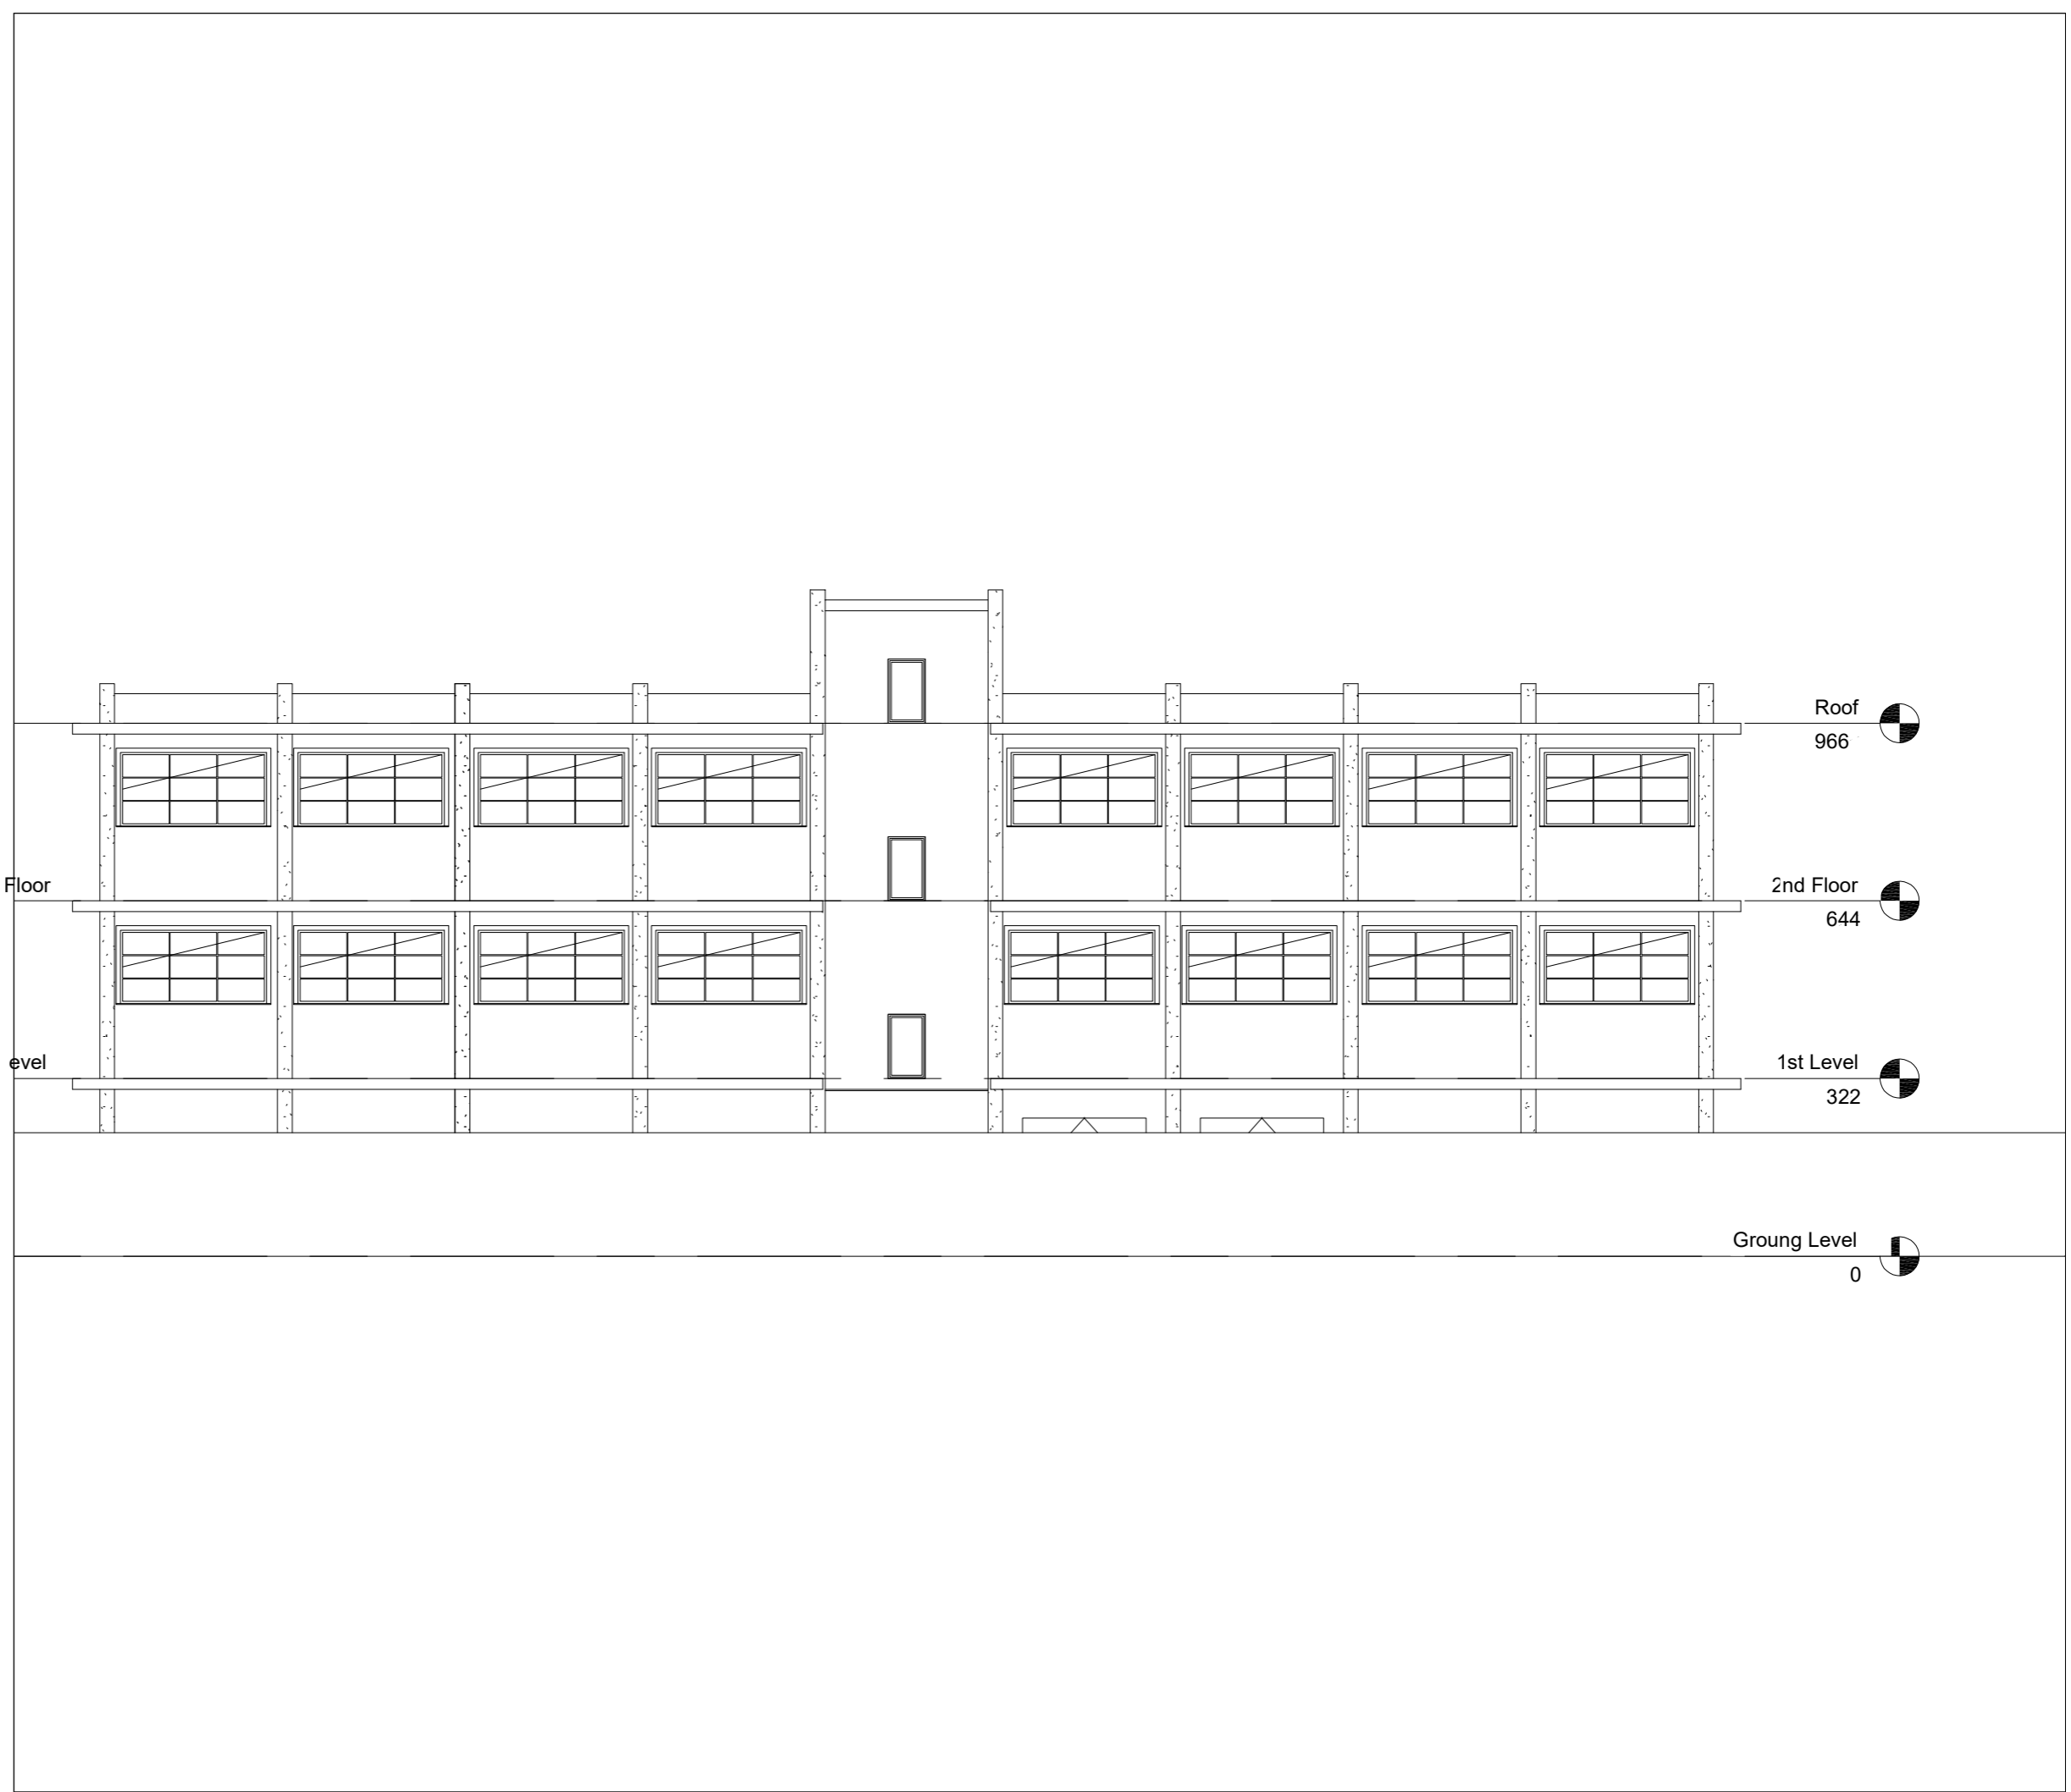 Roof
966
Floor
2nd Floor
644
evel
1st Level
322
Groung Level
0